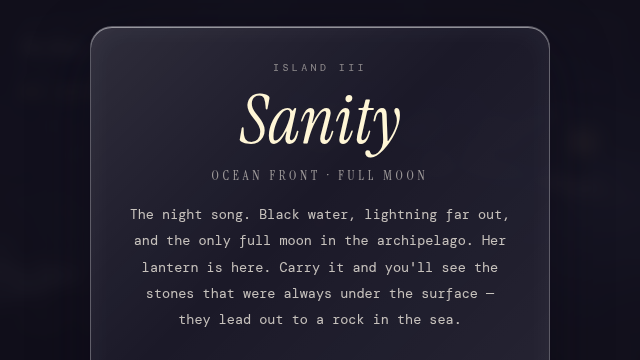 ISLAND III
Sanity
OCEAN FRONT · FULL MOON
The night song. Black water, lightning far out,
and the only full moon in the archipelago. Her
lantern is here. Carry it and you'll see the
stones that were always under the surface —
they lead out to a rock in the sea.